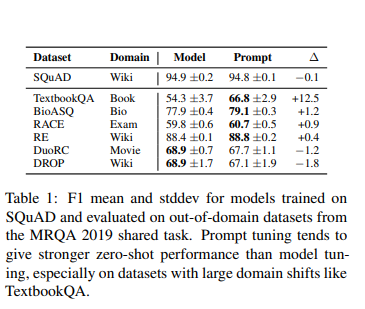 Dataset Domain Model Prompt Δ
SQuAD Wiki 94.9 ±0.2 94.8 ±0.1 −0.1
TextbookQA Book 54.3 ±3.7 66.8 ±2.9 +12.5
BioASQ Bio 77.9 ±0.4 79.1 ±0.3 +1.2
RACE Exam 59.8 ±0.6 60.7 ±0.5 +0.9
RE Wiki 88.4 ±0.1 88.8 ±0.2 +0.4
DuoRC Movie 68.9 ±0.7 67.7 ±1.1 −1.2
DROP Wiki 68.9 ±1.7 67.1 ±1.9 −1.8
Table 1: F1 mean and stddev for models trained on
SQuAD and evaluated on out-of-domain datasets from
the MRQA 2019 shared task. Prompt tuning tends to
give stronger zero-shot performance than model tun-
ing, especially on datasets with large domain shifts like
TextbookQA.